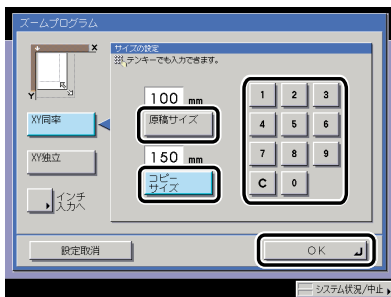 ズームプログラム
X
Y
サイズの設定
テンキーでも入力できます。
100 mm
原稿サイズ
150 mm
コピー
サイズ
XY同率
XY独立
インチ
入力へ
1 2 3
4 5 6
7 8 9
C 0
設定取消
OK
システム状況/中止